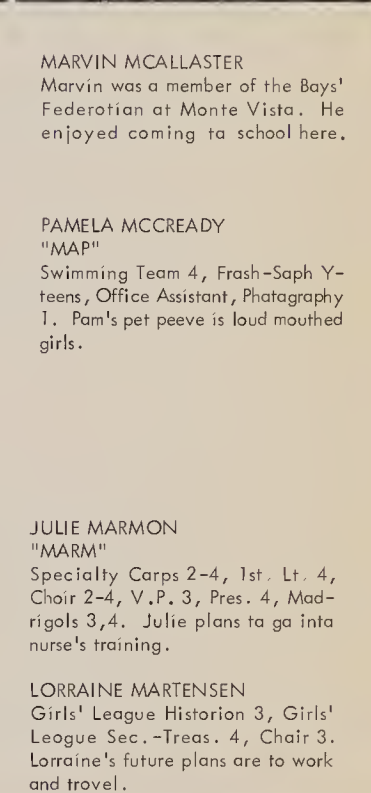 MARVIN MCALLASTER
Marvin was a member of the Bays'
Federotian at Monte Vista. He
enjoyed coming ta school here.
PAMELA MCCREADY
"MAP"
Swimming Team 4, Frash-Saph Y-
teens, Office Assistant, Phatagraphy
1. Pam's pet peeve is loud mouthed
girls.
JULIE MARMON
"MARM"
Specialty Carps 2-4, 1st. Lt. 4,
Choir 2-4, V.P. 3, Pres. 4, Mad-
rigols 3,4. Julie plans ta ga inta
nurse's training.
LORRAINE MARTENSEN
Girls' League Historion 3, Girls'
Leogue Sec.-Treas. 4, Chair 3.
Lorraine's future plans are to work
and trovel.